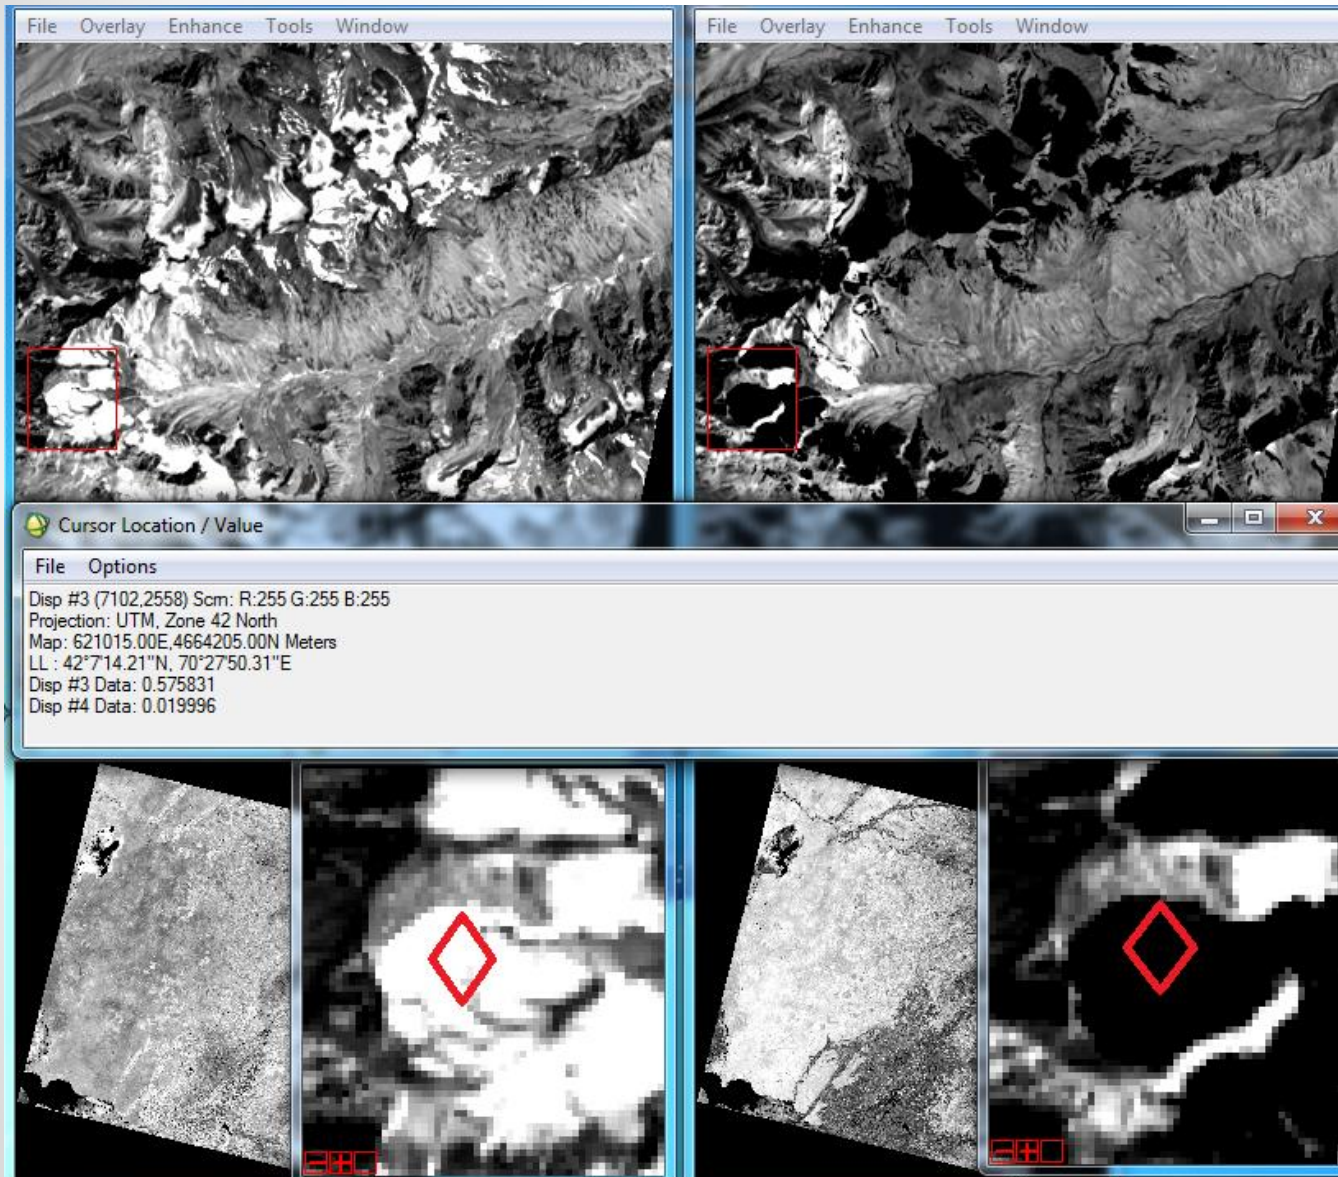 File Overlay Enhance Tools Window
File Overlay Enhance Tools Window
Cursor Location / Value
File Options
Disp #3 (7102,2558) Scrn: R:255 G:255 B:255
Projection: UTM, Zone 42 North
Map: 621015.00E,4664205.00N Meters
LL : 42°7'14.21"N, 70°27'50.31"E
Disp #3 Data: 0.575831
Disp #4 Data: 0.019996